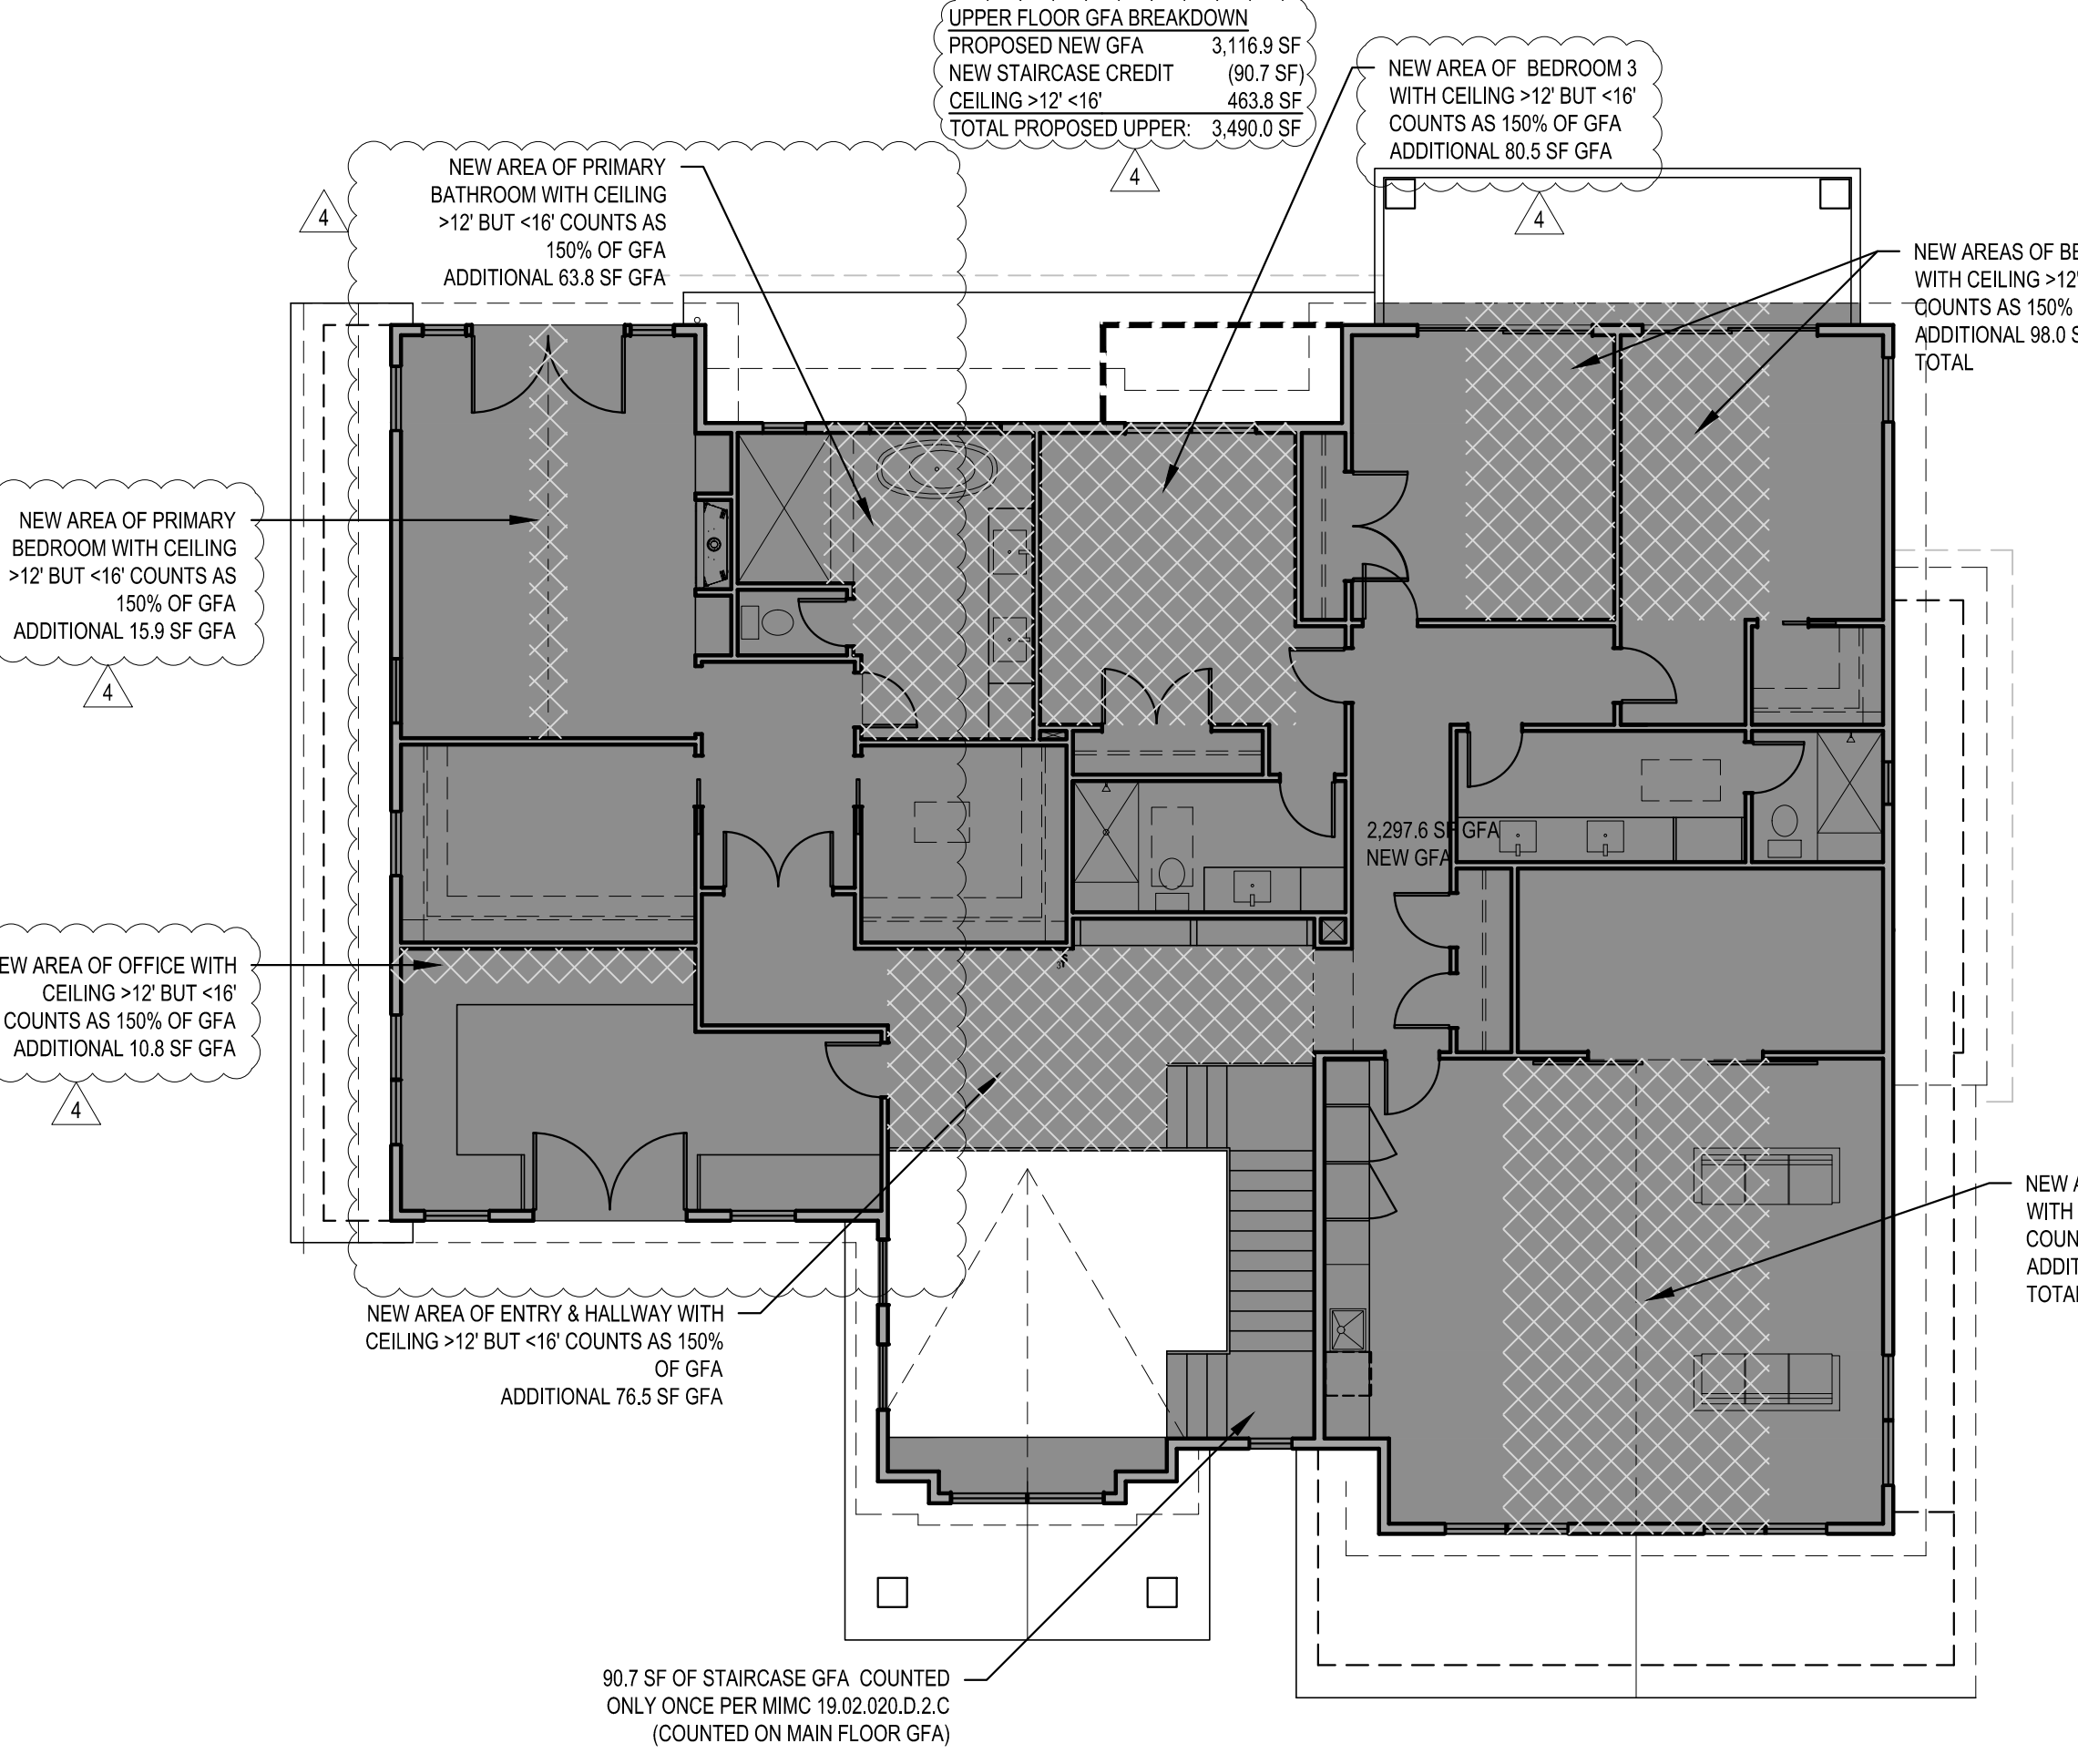 UPPER FLOOR GFA BREAKDOWN
PROPOSED NEW GFA 3,116.9 SF
NEW STAIRCASE CREDIT (90.7 SF)
CEILING >12' <16' 463.8 SF
TOTAL PROPOSED UPPER: 3,490.0 SF
4
NEW AREA OF BEDROOM 3
WITH CEILING >12' BUT <16'
COUNTS AS 150% OF GFA
ADDITIONAL 80.5 SF GFA
4
NEW AREA OF PRIMARY
BATHROOM WITH CEILING
>12' BUT <16' COUNTS AS
150% OF GFA
ADDITIONAL 63.8 SF GFA
4
NEW AREAS OF BE
WITH CEILING >12'
COUNTS AS 150%
ADDITIONAL 98.0 S
TOTAL
NEW AREA OF PRIMARY
BEDROOM WITH CEILING
>12' BUT <16' COUNTS AS
150% OF GFA
ADDITIONAL 15.9 SF GFA
4
2,297.6 SF GFA
NEW GFA
EW AREA OF OFFICE WITH
CEILING >12' BUT <16'
COUNTS AS 150% OF GFA
ADDITIONAL 10.8 SF GFA
4
NEW A
WITH
COUN
ADDIT
TOTAL
NEW AREA OF ENTRY & HALLWAY WITH
CEILING >12' BUT <16' COUNTS AS 150%
OF GFA
ADDITIONAL 76.5 SF GFA
90.7 SF OF STAIRCASE GFA COUNTED
ONLY ONCE PER MIMC 19.02.020.D.2.C
(COUNTED ON MAIN FLOOR GFA)